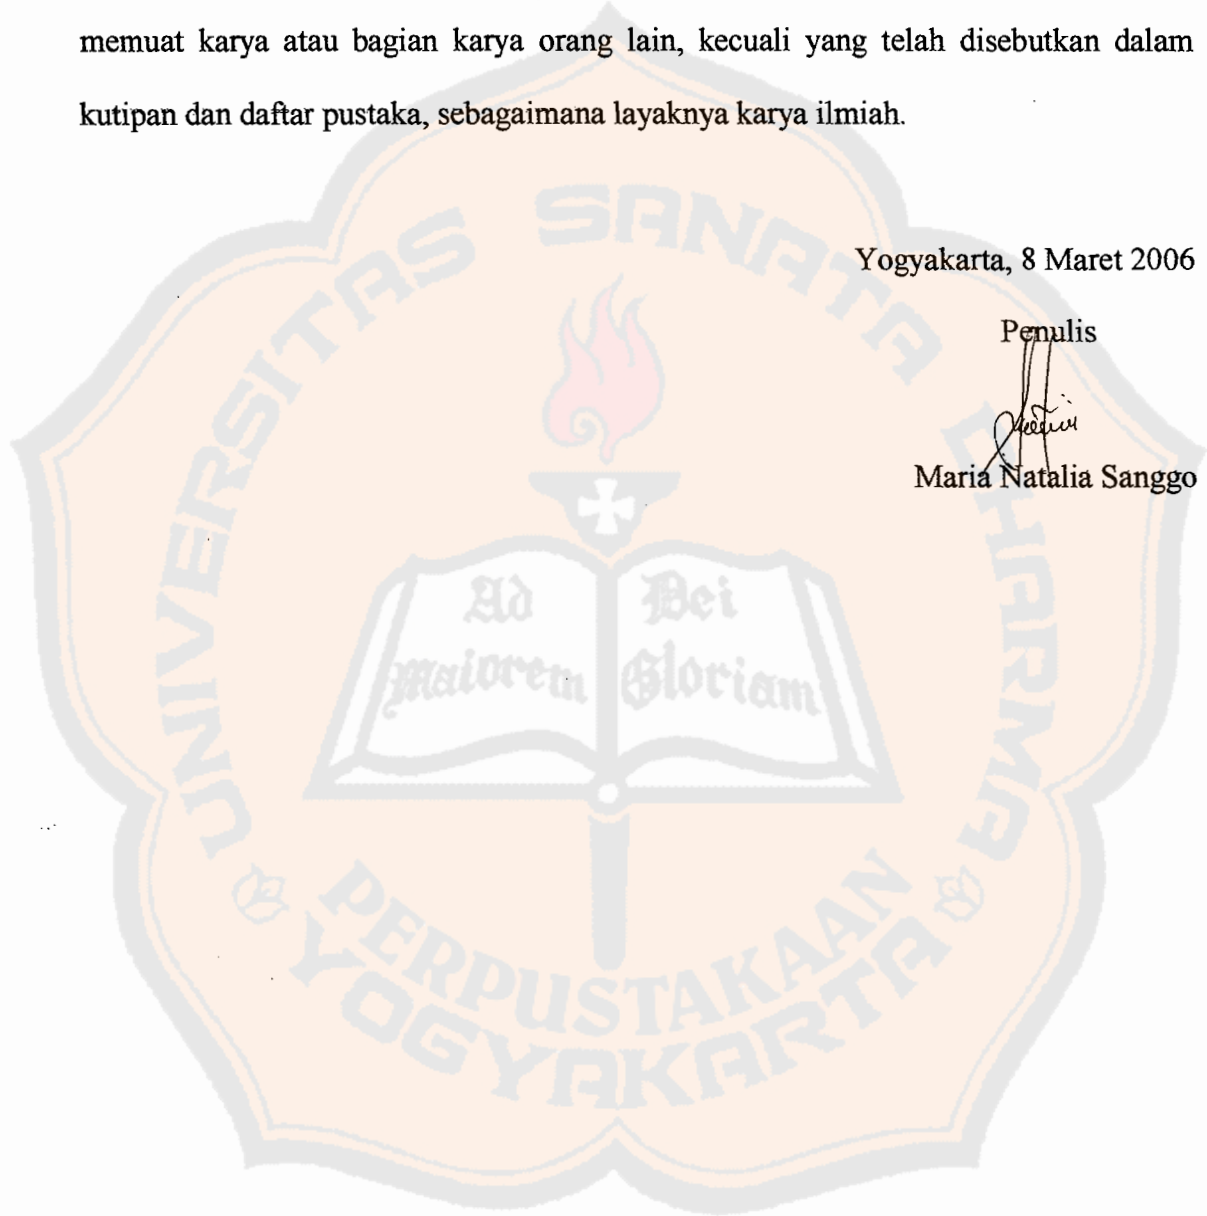 memuat karya atau bagian karya orang lain, kecuali yang telah disebutkan dalam
kutipan dan daftar pustaka, sebagaimana layaknya karya ilmiah.
Yogyakarta, 8 Maret 2006
Penulis
Maria Natalia Sanggo
UNIVERSITAS SANATA DHARMA
Ad Dei
maiorem Gloriam
PERPUSTAKAAN
YOGYAKARTA